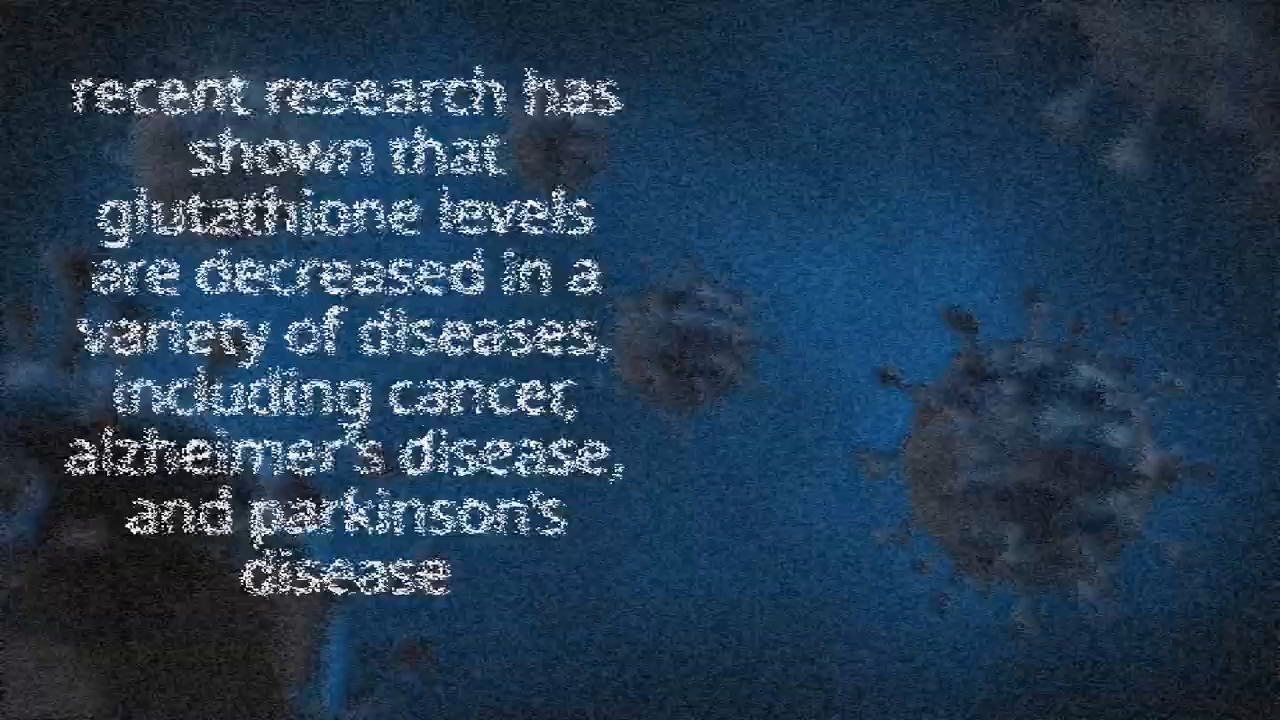 recent research has
shown that
glutathione levels
are decreased in a
variety of diseases,
including cancer,
alzheimer's disease,
and parkinson's
disease